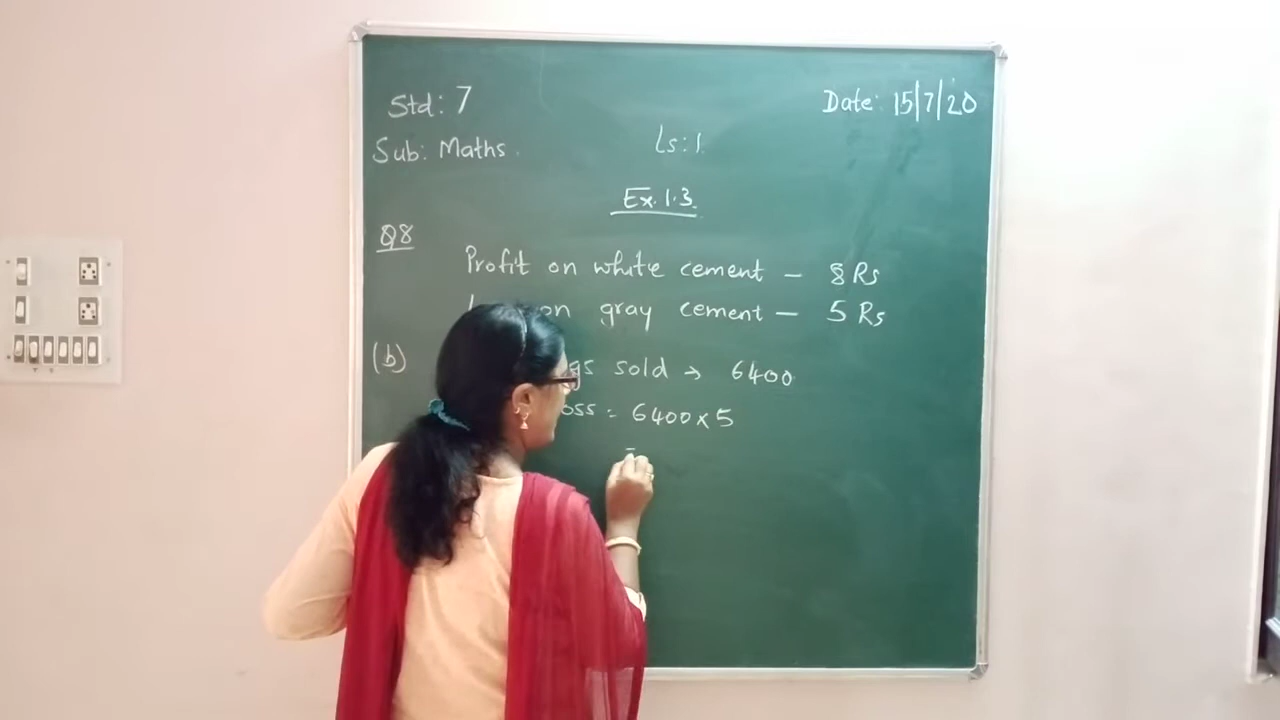 Std: 7
Date: 15/7/20
Sub: Maths.
Ls: 1
Ex. 1.3.
Q8
Profit on white cement - 8 Rs
on gray cement - 5 Rs
(b)
sold → 6400
= 6400 x 5